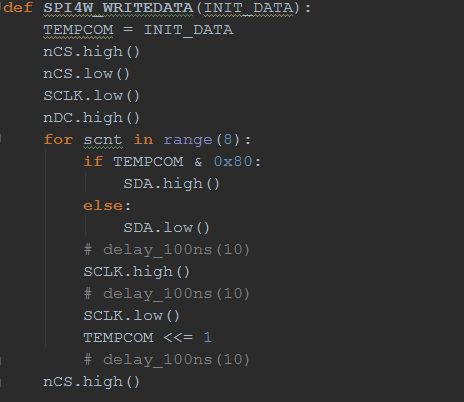 def SPI4W_WRITEDATA(INIT_DATA):
    TEMPCOM = INIT_DATA
    nCS.high()
    nCS.low()
    SCLK.low()
    nDC.high()
    for scnt in range(8):
        if TEMPCOM & 0x80:
            SDA.high()
        else:
            SDA.low()
        # delay_100ns(10)
        SCLK.high()
        # delay_100ns(10)
        SCLK.low()
        TEMPCOM <<= 1
        # delay_100ns(10)
    nCS.high()